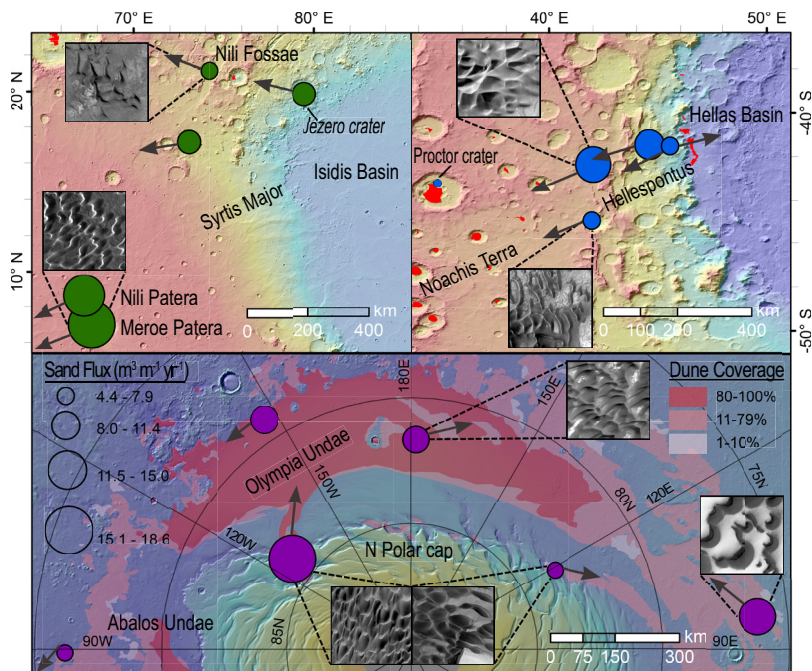 70° E
80° E
20° N
10° N
Nili Fossae
Jezero crater
Isidis Basin
Syrtis Major
Nili Patera
Meroe Patera
km
0
200
400
40° E
50° E
-40° S
-50° S
Hellas Basin
Proctor crater
Hellespontus
Noachis Terra
km
0
100
200
400
Sand Flux (m³ m⁻¹ yr⁻¹)
4.4 - 7.9
8.0 - 11.4
11.5 - 15.0
15.1 - 18.6
Dune Coverage
80-100%
11-79%
1-10%
180E
150E
Olympia Undae
150W
120W
80N
120E
75N
N Polar cap
85N
Abalos Undae
90W
90E
km
0
75
150
300